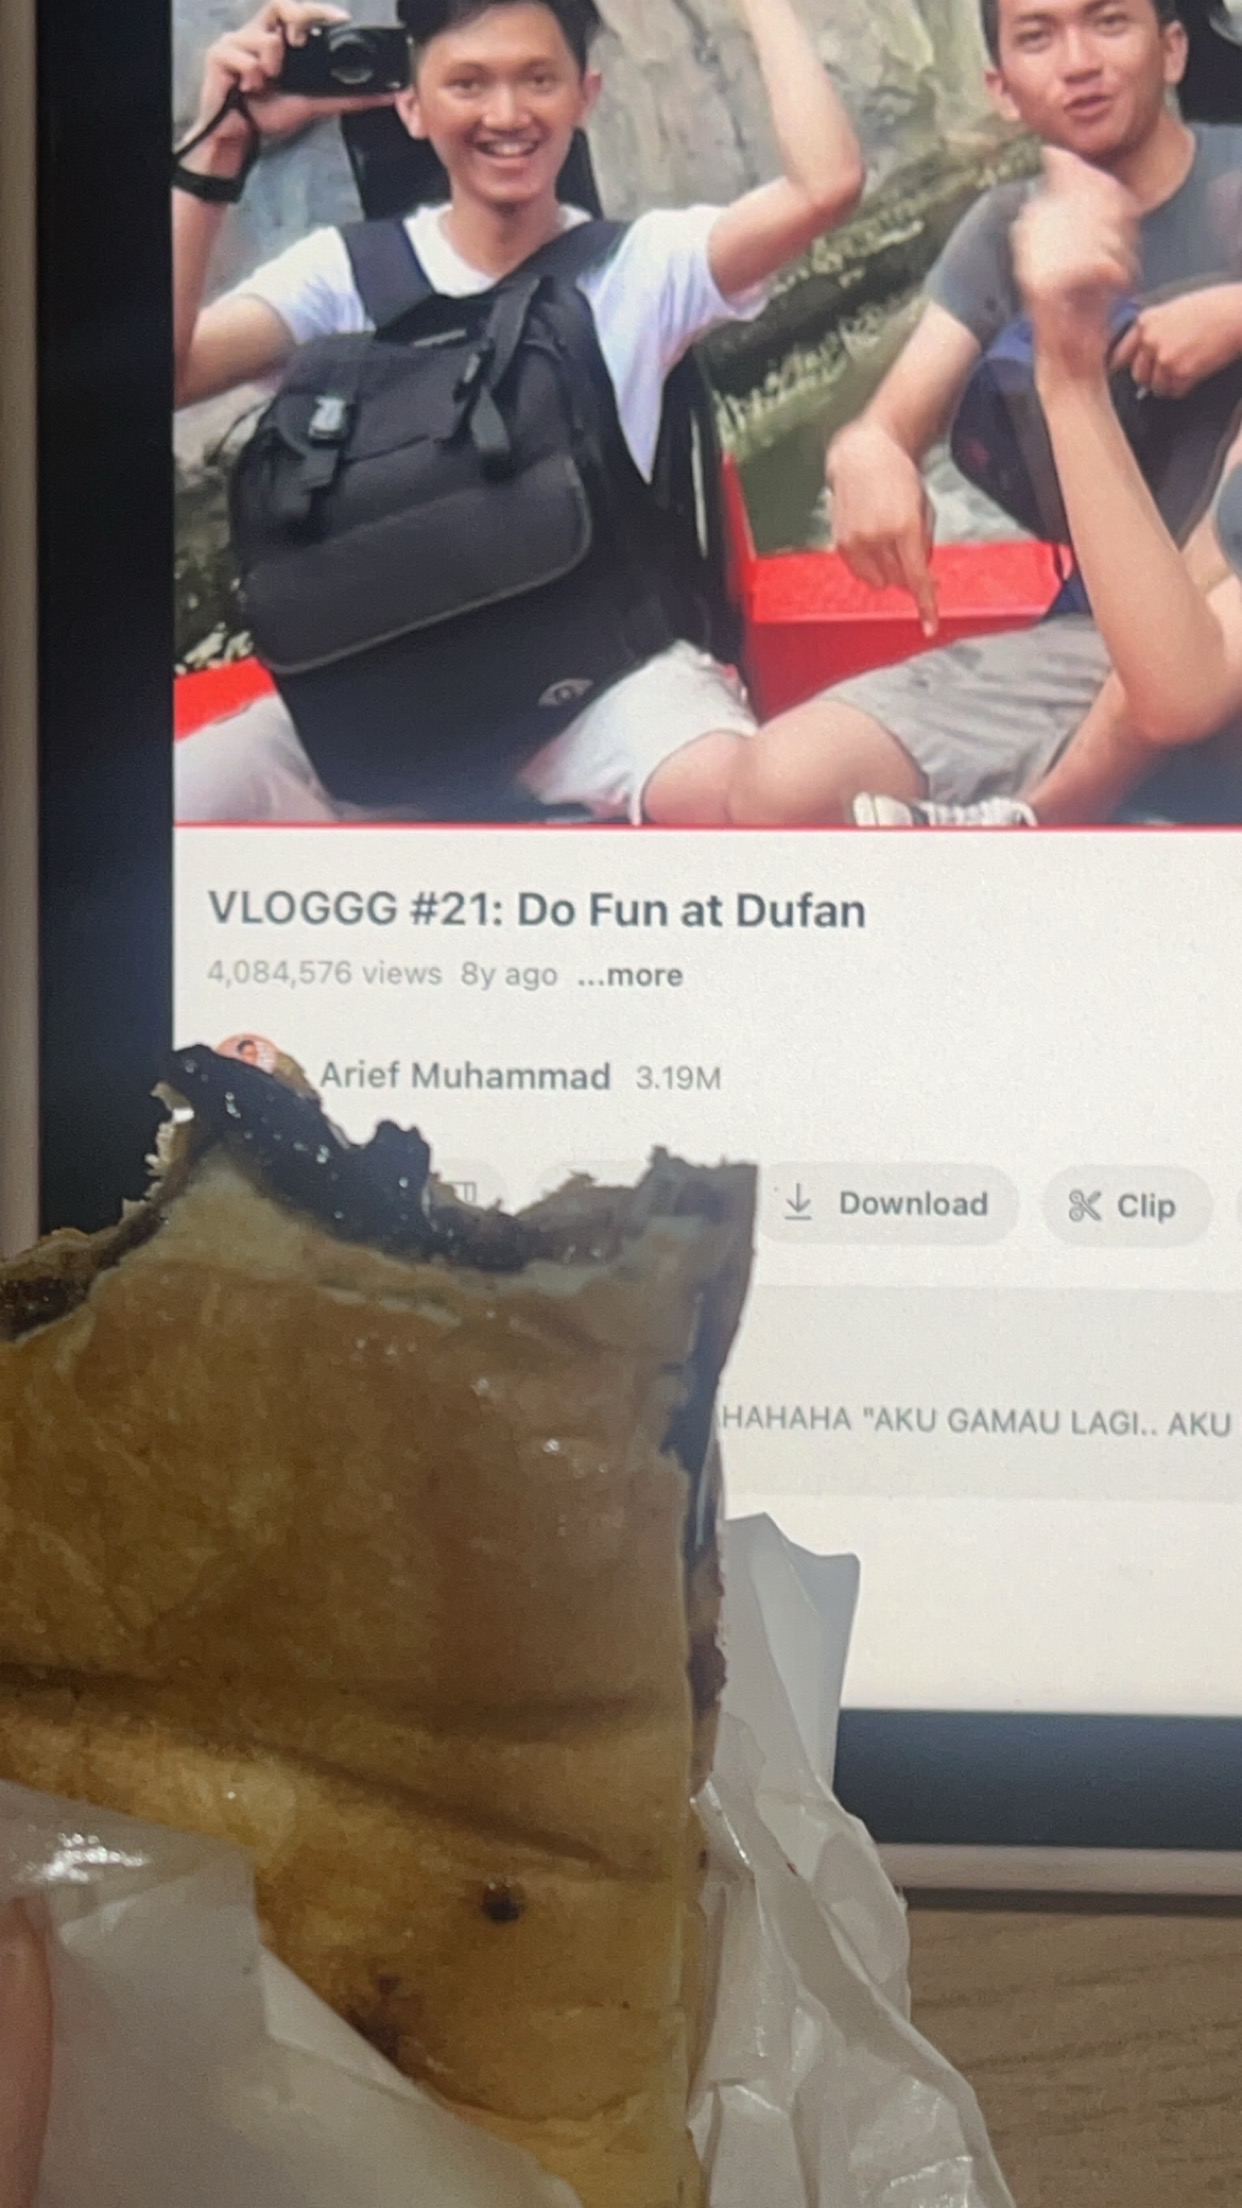 VLOGGG #21: Do Fun at Dufan
4,084,576 views 8y ago ...more
Arief Muhammad 3.19M
Download
Clip
HAHAHA "AKU GAMAU LAGI.. AKU